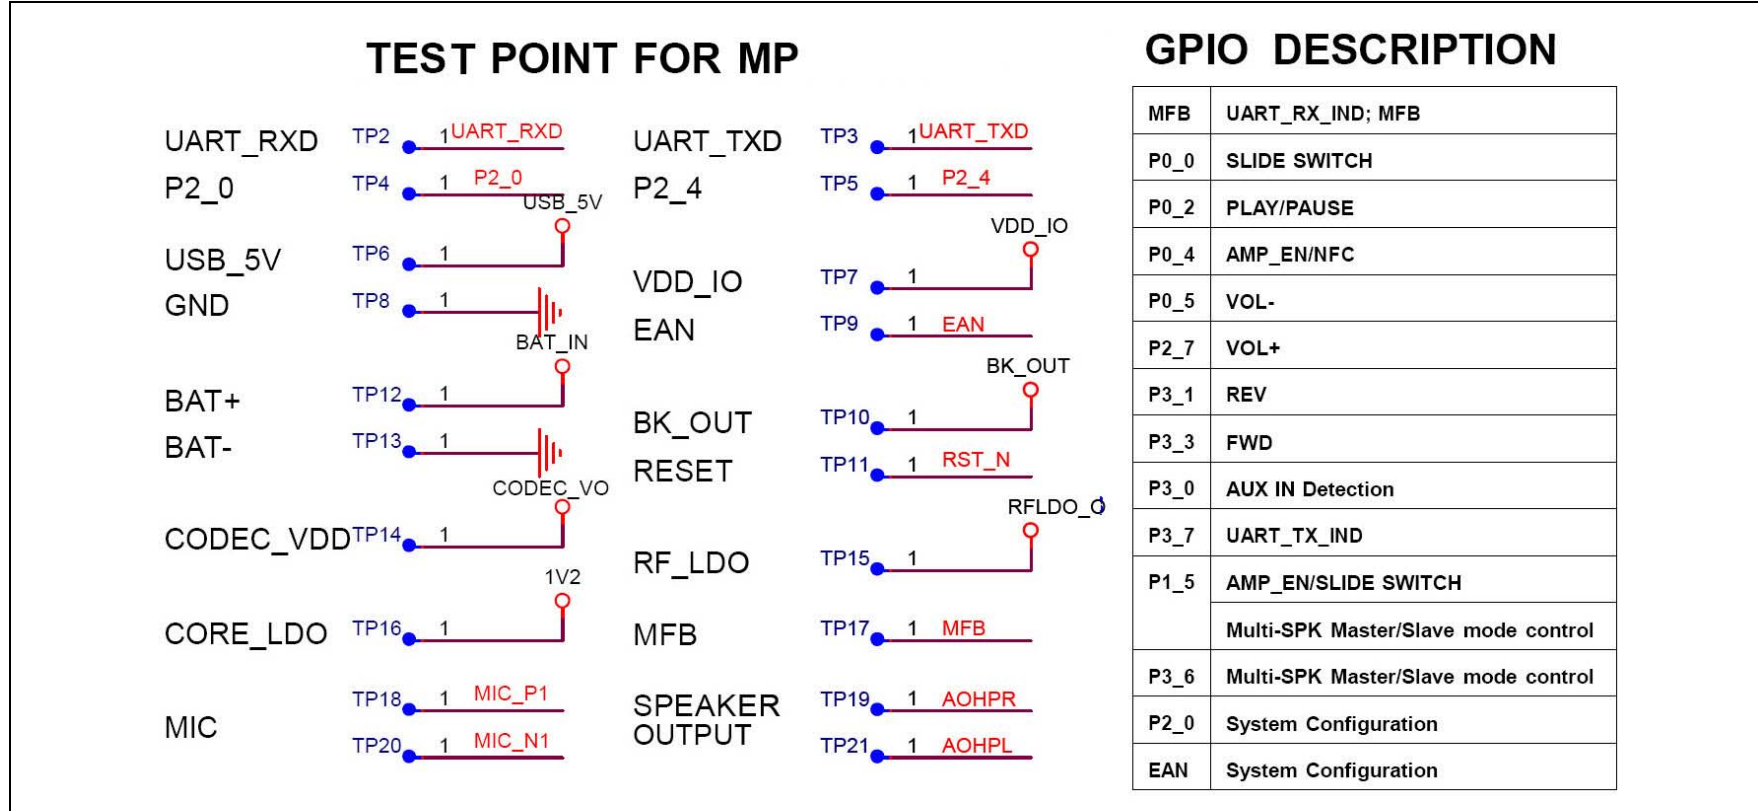 TEST POINT FOR MP
UART_RXD TP2 1 UART_RXD
UART_TXD TP3 1 UART_TXD
P2_0 TP4 1 P2_0
P2_4 TP5 1 P2_4
USB_5V
USB_5V TP6 1
VDD_IO
VDD_IO TP7 1
GND TP8 1
EAN TP9 1 EAN
BAT_IN
BAT+ TP12 1
BK_OUT
BK_OUT TP10 1
BAT- TP13 1
RESET TP11 1 RST_N
CODEC_VO
CODEC_VDD TP14 1
RFLDO_O
RF_LDO TP15 1
1V2
CORE_LDO TP16 1
MFB TP17 1 MFB
MIC
TP18 1 MIC_P1
TP20 1 MIC_N1
SPEAKER
OUTPUT
TP19 1 AOHPR
TP21 1 AOHPL
GPIO DESCRIPTION
MFB UART_RX_IND; MFB
P0_0 SLIDE SWITCH
P0_2 PLAY/PAUSE
P0_4 AMP_EN/NFC
P0_5 VOL-
P2_7 VOL+
P3_1 REV
P3_3 FWD
P3_0 AUX IN Detection
P3_7 UART_TX_IND
P1_5 AMP_EN/SLIDE SWITCH
Multi-SPK Master/Slave mode control
P3_6 Multi-SPK Master/Slave mode control
P2_0 System Configuration
EAN System Configuration